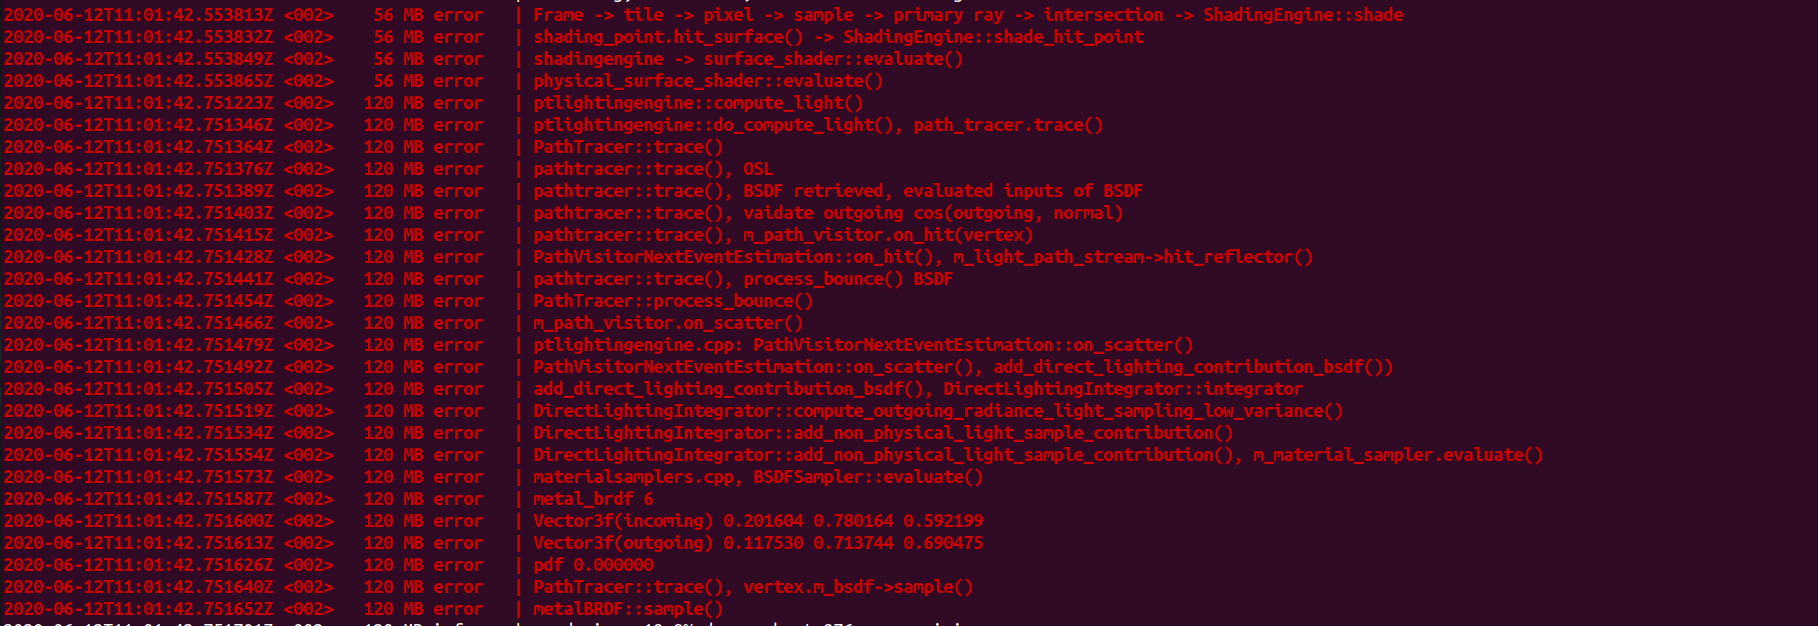 2020-06-12T11:01:42.553813Z <002>    56 MB error   | Frame -> tile -> pixel -> sample -> primary ray -> intersection -> ShadingEngine::shade
2020-06-12T11:01:42.553832Z <002>    56 MB error   | shading_point.hit_surface() -> ShadingEngine::shade_hit_point
2020-06-12T11:01:42.553849Z <002>    56 MB error   | shadingengine -> surface_shader::evaluate()
2020-06-12T11:01:42.553865Z <002>    56 MB error   | physical_surface_shader::evaluate()
2020-06-12T11:01:42.751223Z <002>   120 MB error   | ptlightingengine::compute_light()
2020-06-12T11:01:42.751346Z <002>   120 MB error   | ptlightingengine::do_compute_light(), path_tracer.trace()
2020-06-12T11:01:42.751364Z <002>   120 MB error   | PathTracer::trace()
2020-06-12T11:01:42.751376Z <002>   120 MB error   | pathtracer::trace(), OSL
2020-06-12T11:01:42.751389Z <002>   120 MB error   | pathtracer::trace(), BSDF retrieved, evaluated inputs of BSDF
2020-06-12T11:01:42.751403Z <002>   120 MB error   | pathtracer::trace(), vaidate outgoing cos(outgoing, normal)
2020-06-12T11:01:42.751415Z <002>   120 MB error   | pathtracer::trace(), m_path_visitor.on_hit(vertex)
2020-06-12T11:01:42.751428Z <002>   120 MB error   | PathVisitorNextEventEstimation::on_hit(), m_light_path_stream->hit_reflector()
2020-06-12T11:01:42.751441Z <002>   120 MB error   | pathtracer::trace(), process_bounce() BSDF
2020-06-12T11:01:42.751454Z <002>   120 MB error   | PathTracer::process_bounce()
2020-06-12T11:01:42.751466Z <002>   120 MB error   | m_path_visitor.on_scatter()
2020-06-12T11:01:42.751479Z <002>   120 MB error   | ptlightingengine.cpp: PathVisitorNextEventEstimation::on_scatter()
2020-06-12T11:01:42.751492Z <002>   120 MB error   | PathVisitorNextEventEstimation::on_scatter(), add_direct_lighting_contribution_bsdf())
2020-06-12T11:01:42.751505Z <002>   120 MB error   | add_direct_lighting_contribution_bsdf(), DirectLightingIntegrator::integrator
2020-06-12T11:01:42.751519Z <002>   120 MB error   | DirectLightingIntegrator::compute_outgoing_radiance_light_sampling_low_variance()
2020-06-12T11:01:42.751534Z <002>   120 MB error   | DirectLightingIntegrator::add_non_physical_light_sample_contribution()
2020-06-12T11:01:42.751554Z <002>   120 MB error   | DirectLightingIntegrator::add_non_physical_light_sample_contribution(), m_material_sampler.evaluate()
2020-06-12T11:01:42.751573Z <002>   120 MB error   | materialsamplers.cpp, BSDFSampler::evaluate()
2020-06-12T11:01:42.751587Z <002>   120 MB error   | metal_brdf 6
2020-06-12T11:01:42.751600Z <002>   120 MB error   | Vector3f(incoming) 0.201604 0.780164 0.592199
2020-06-12T11:01:42.751613Z <002>   120 MB error   | Vector3f(outgoing) 0.117530 0.713744 0.690475
2020-06-12T11:01:42.751626Z <002>   120 MB error   | pdf 0.000000
2020-06-12T11:01:42.751640Z <002>   120 MB error   | PathTracer::trace(), vertex.m_bsdf->sample()
2020-06-12T11:01:42.751652Z <002>   120 MB error   | metalBRDF::sample()